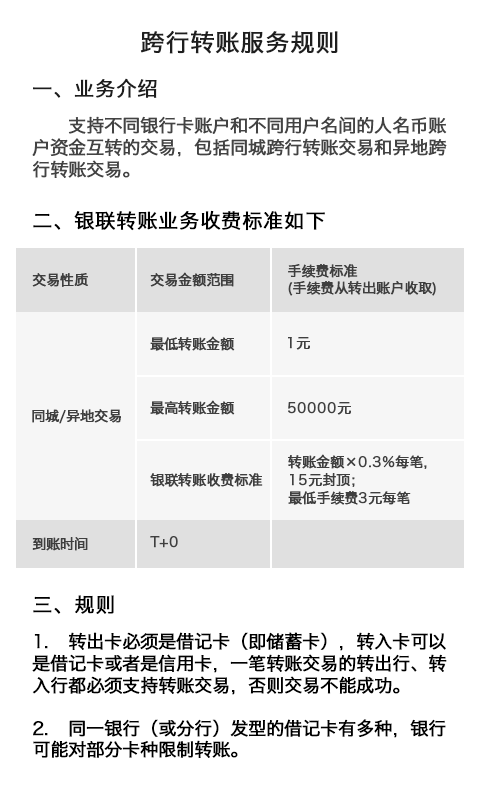 跨行转账服务规则
一、业务介绍
支持不同银行卡账户和不同用户名间的人名币账
户资金互转的交易，包括同城跨行转账交易和异地跨
行转账交易。
二、银联转账业务收费标准如下
交易性质
交易金额范围
手续费标准
(手续费从转出账户收取)
同城/异地交易
最低转账金额
1元
最高转账金额
50000元
银联转账收费标准
转账金额×0.3%每笔，
15元封顶；
最低手续费3元每笔
到账时间
T+0
三、规则
1. 转出卡必须是借记卡（即储蓄卡），转入卡可以
是借记卡或者是信用卡，一笔转账交易的转出行、转
入行都必须支持转账交易，否则交易不能成功。
2. 同一银行（或分行）发型的借记卡有多种，银行
可能对部分卡种限制转账。